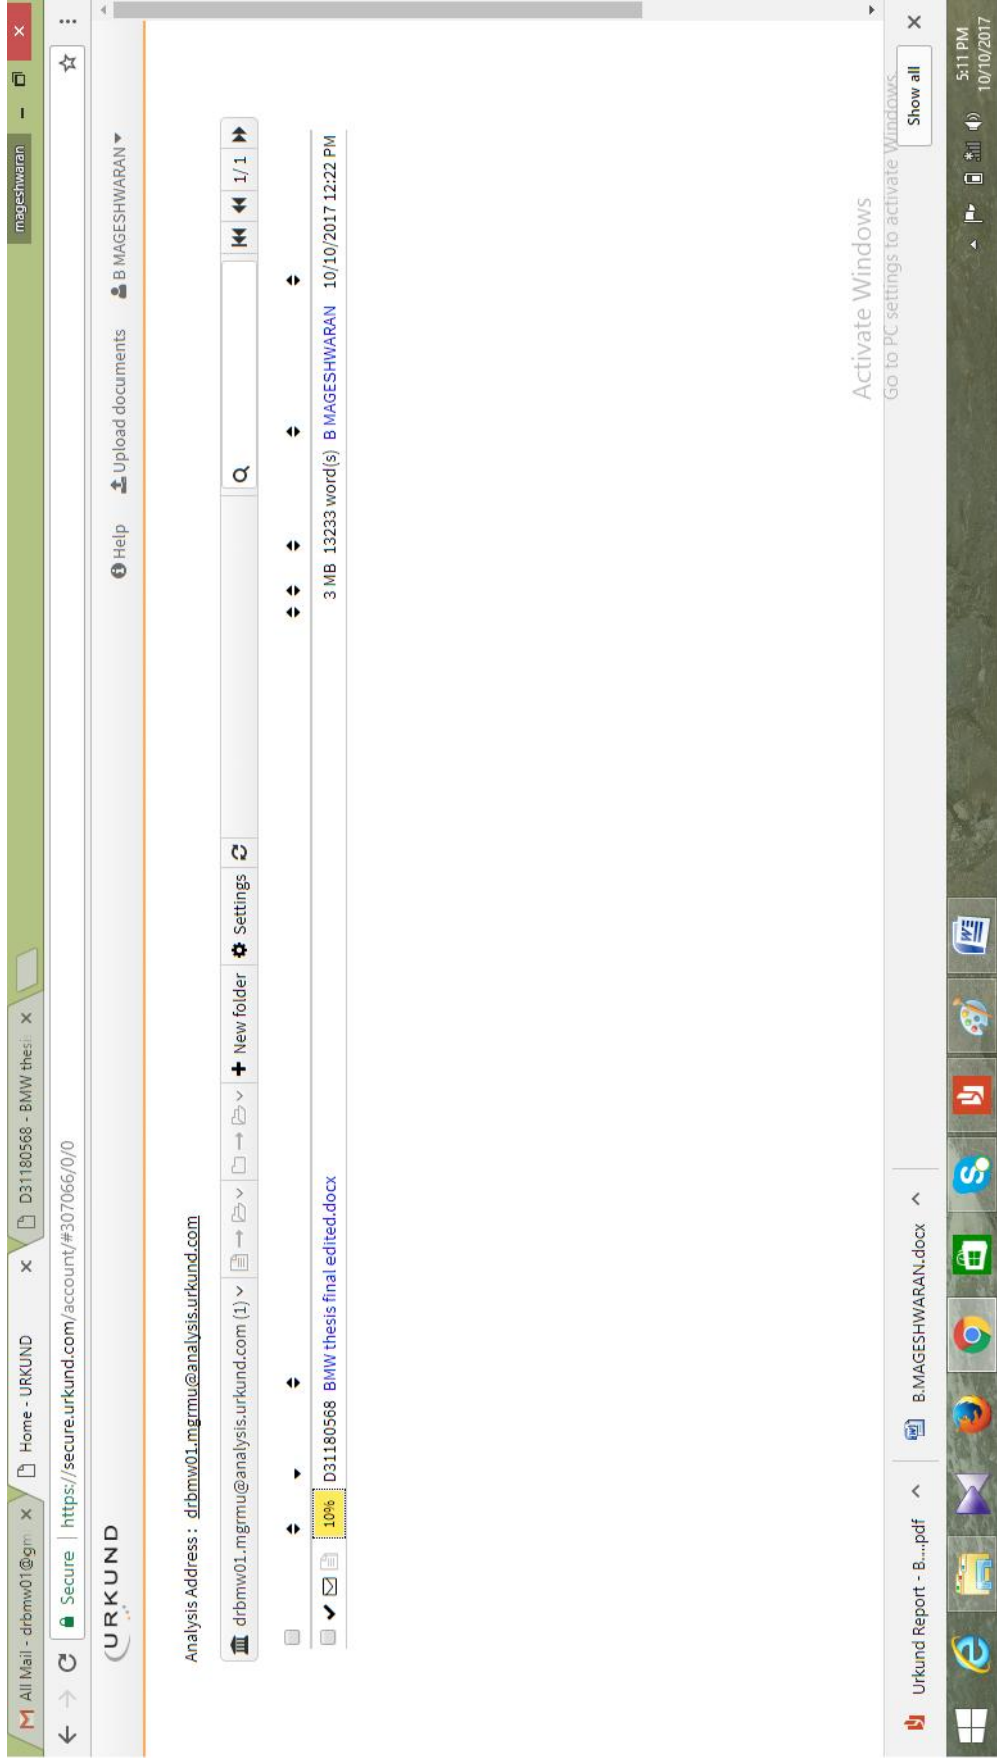 All Mail - drbmw01@gm
Home - URKUND
D31180568 - BMW thesis
mageshwaran
Secure https://secure.urkund.com/account/#307066/0/0
URKUND
Help Upload documents B MAGESHWARAN
Analysis Address : drbmw01.mgrmu@analysis.urkund.com
drbmw01.mgrmu@analysis.urkund.com (1) New folder Settings 1/ 1
10% D31180568 BMW thesis final edited.docx 3 MB 13233 word(s) B MAGESHWARAN 10/10/2017 12:22 PM
Activate Windows
Go to PC settings to activate Windows.
Urkund Report - B....pdf B.MAGESHWARAN.docx Show all
5:11 PM
10/10/2017